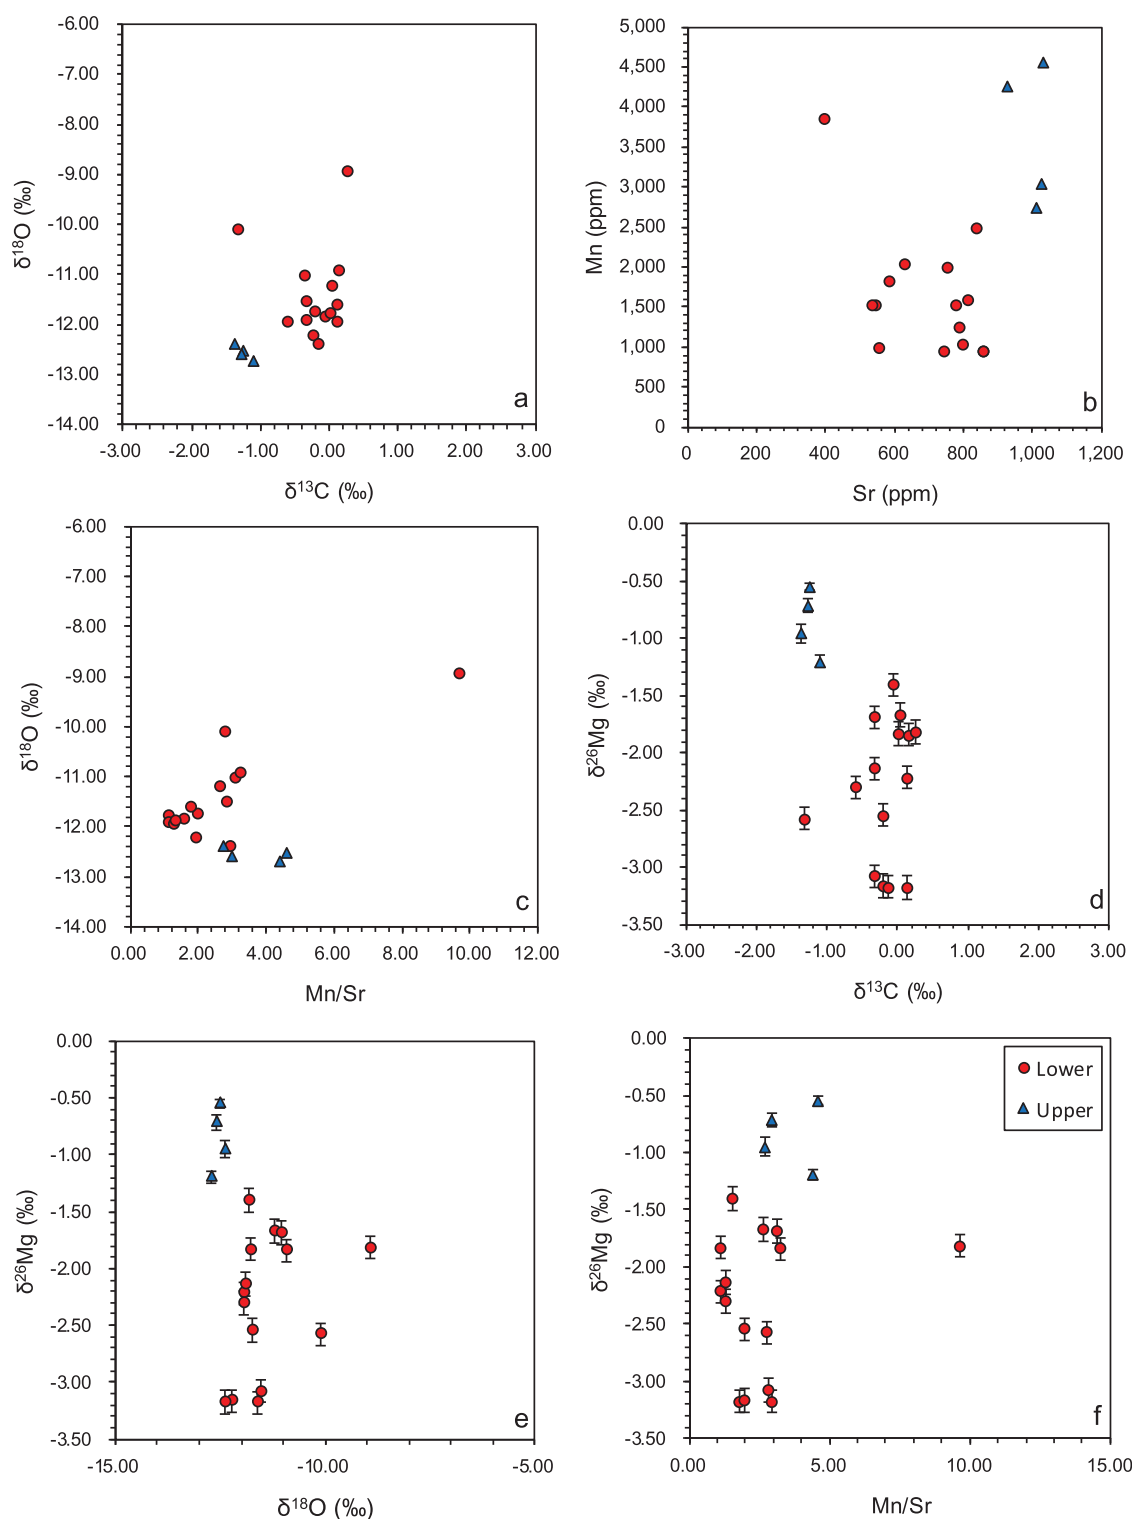 -6.00
-7.00
-8.00
-9.00
-10.00
-11.00
-12.00
-13.00
-14.00
δ18O (‰)
-3.00 -2.00 -1.00 0.00 1.00 2.00 3.00
δ13C (‰)
a
5,000
4,500
4,000
3,500
3,000
2,500
2,000
1,500
1,000
500
0
Mn (ppm)
0 200 400 600 800 1,000 1,200
Sr (ppm)
b
-6.00
-7.00
-8.00
-9.00
-10.00
-11.00
-12.00
-13.00
-14.00
δ18O (‰)
0.00 2.00 4.00 6.00 8.00 10.00 12.00
Mn/Sr
c
0.00
-0.50
-1.00
-1.50
-2.00
-2.50
-3.00
-3.50
δ26Mg (‰)
-3.00 -2.00 -1.00 0.00 1.00 2.00 3.00
δ13C (‰)
d
0.00
-0.50
-1.00
-1.50
-2.00
-2.50
-3.00
-3.50
δ26Mg (‰)
-15.00 -10.00 -5.00
δ18O (‰)
e
0.00
-0.50
-1.00
-1.50
-2.00
-2.50
-3.00
-3.50
δ26Mg (‰)
0.00 5.00 10.00 15.00
Mn/Sr
Lower
Upper
f